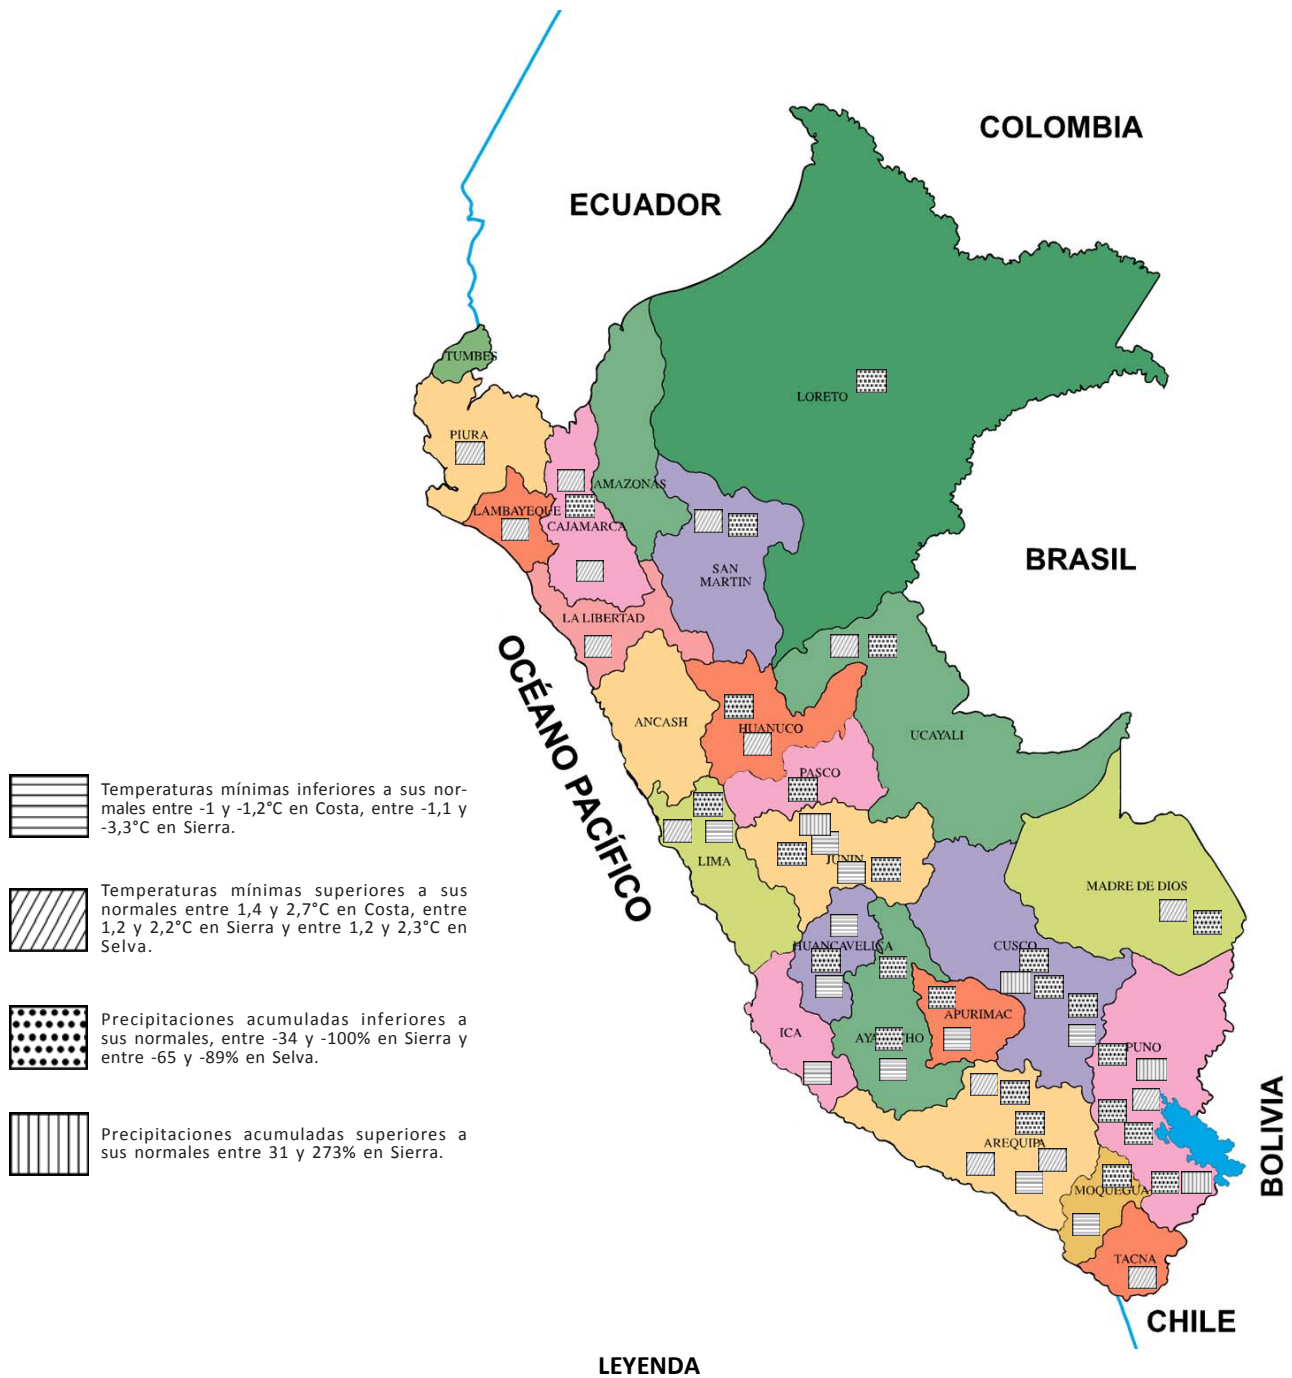 COLOMBIA
ECUADOR
TUMBES
LORETO
PIURA
AMAZONAS
LAMBAYEQUE
CAJAMARCA
BRASIL
SAN
MARTIN
LA LIBERTAD
OCÉANO PACÍFICO
ANCASH
HUANUCO
UCAYALI
PASCO
LIMA
JUNIN
MADRE DE DIOS
HUANCAVELICA
CUSCO
ICA
APURIMAC
PUNO
AREQUIPA
MOQUEGUA
TACNA
BOLIVIA
CHILE
Temperaturas mínimas inferiores a sus nor-
males entre -1 y -1,2°C en Costa, entre -1,1 y
-3,3°C en Sierra.
Temperaturas mínimas superiores a sus
normales entre 1,4 y 2,7°C en Costa, entre
1,2 y 2,2°C en Sierra y entre 1,2 y 2,3°C en
Selva.
Precipitaciones acumuladas inferiores a
sus normales, entre -34 y -100% en Sierra y
entre -65 y -89% en Selva.
Precipitaciones acumuladas superiores a
sus normales entre 31 y 273% en Sierra.
LEYENDA